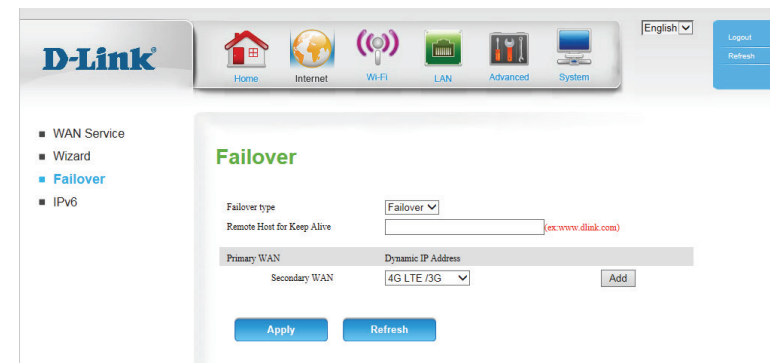 D-Link®
Home
Internet
Wi-Fi
LAN
Advanced
System
English
Logout
Refresh
WAN Service
Wizard
Failover
IPv6
Failover
Failover type Failover
Remote Host for Keep Alive (ex:www.dlink.com)
Primary WAN Dynamic IP Address
Secondary WAN 4G LTE /3G Add
Apply Refresh